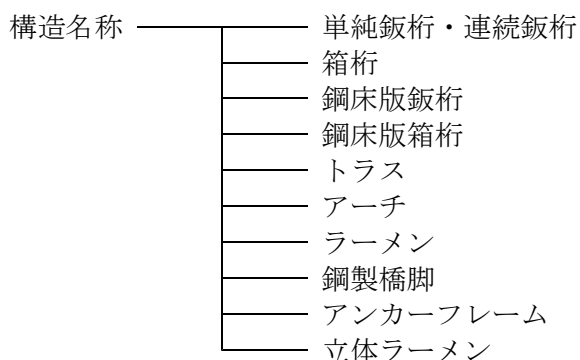 構造名称 単純鈑桁・連続鈑桁
箱桁
鋼床版鈑桁
鋼床版箱桁
トラス
アーチ
ラーメン
鋼製橋脚
アンカーフレーム
立体ラーメン